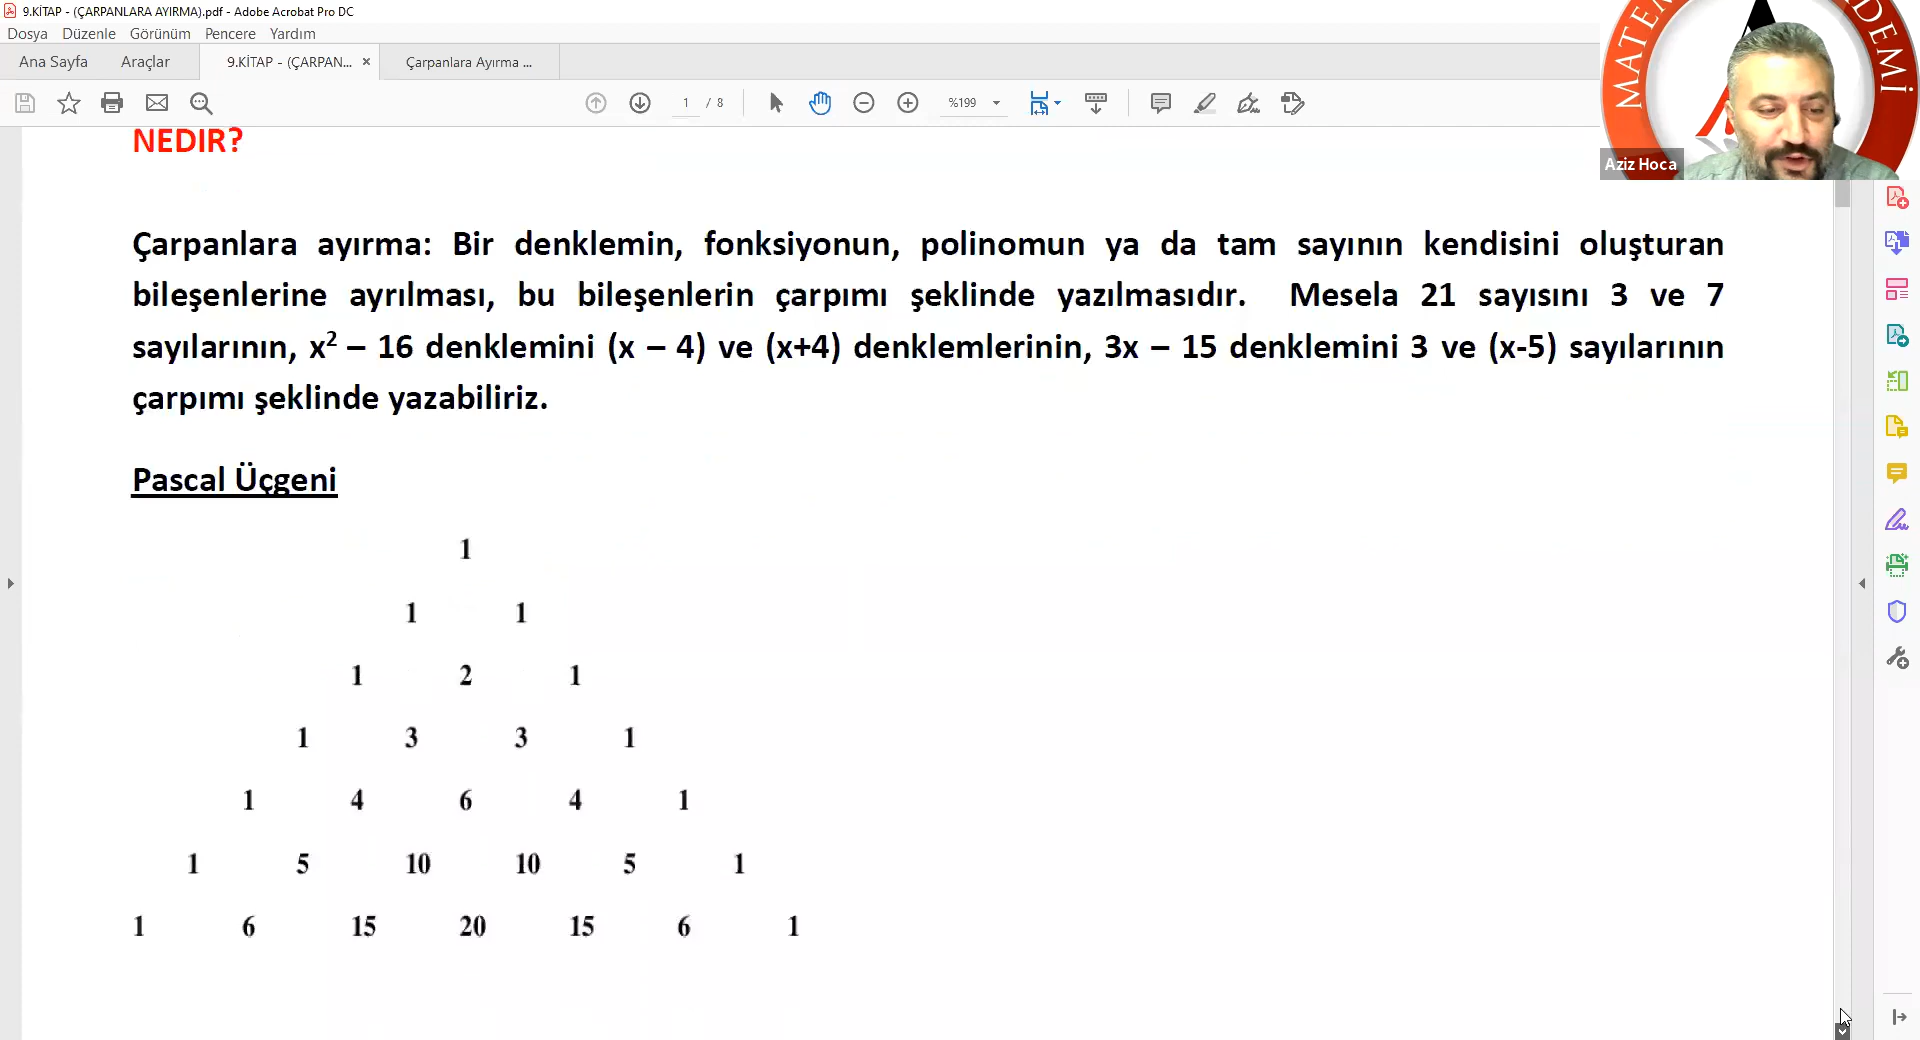 9.KİTAP - (ÇARPANLARA AYIRMA).pdf - Adobe Acrobat Pro DC
Dosya Düzenle Görünüm Pencere Yardım
Ana Sayfa Araçlar 9.KİTAP - (ÇARPAN... × Çarpanlara Ayırma ...
1 / 8 %199
Aziz Hoca
NEDIR?
Çarpanlara ayırma: Bir denklemin, fonksiyonun, polinomun ya da tam sayının kendisini oluşturan
bileşenlerine ayrılması, bu bileşenlerin çarpımı şeklinde yazılmasıdır. Mesela 21 sayısını 3 ve 7
sayılarının, x² – 16 denklemini (x – 4) ve (x+4) denklemlerinin, 3x – 15 denklemini 3 ve (x-5) sayılarının
çarpımı şeklinde yazabiliriz.
Pascal Üçgeni
1
1 1
1 2 1
1 3 3 1
1 4 6 4 1
1 5 10 10 5 1
1 6 15 20 15 6 1